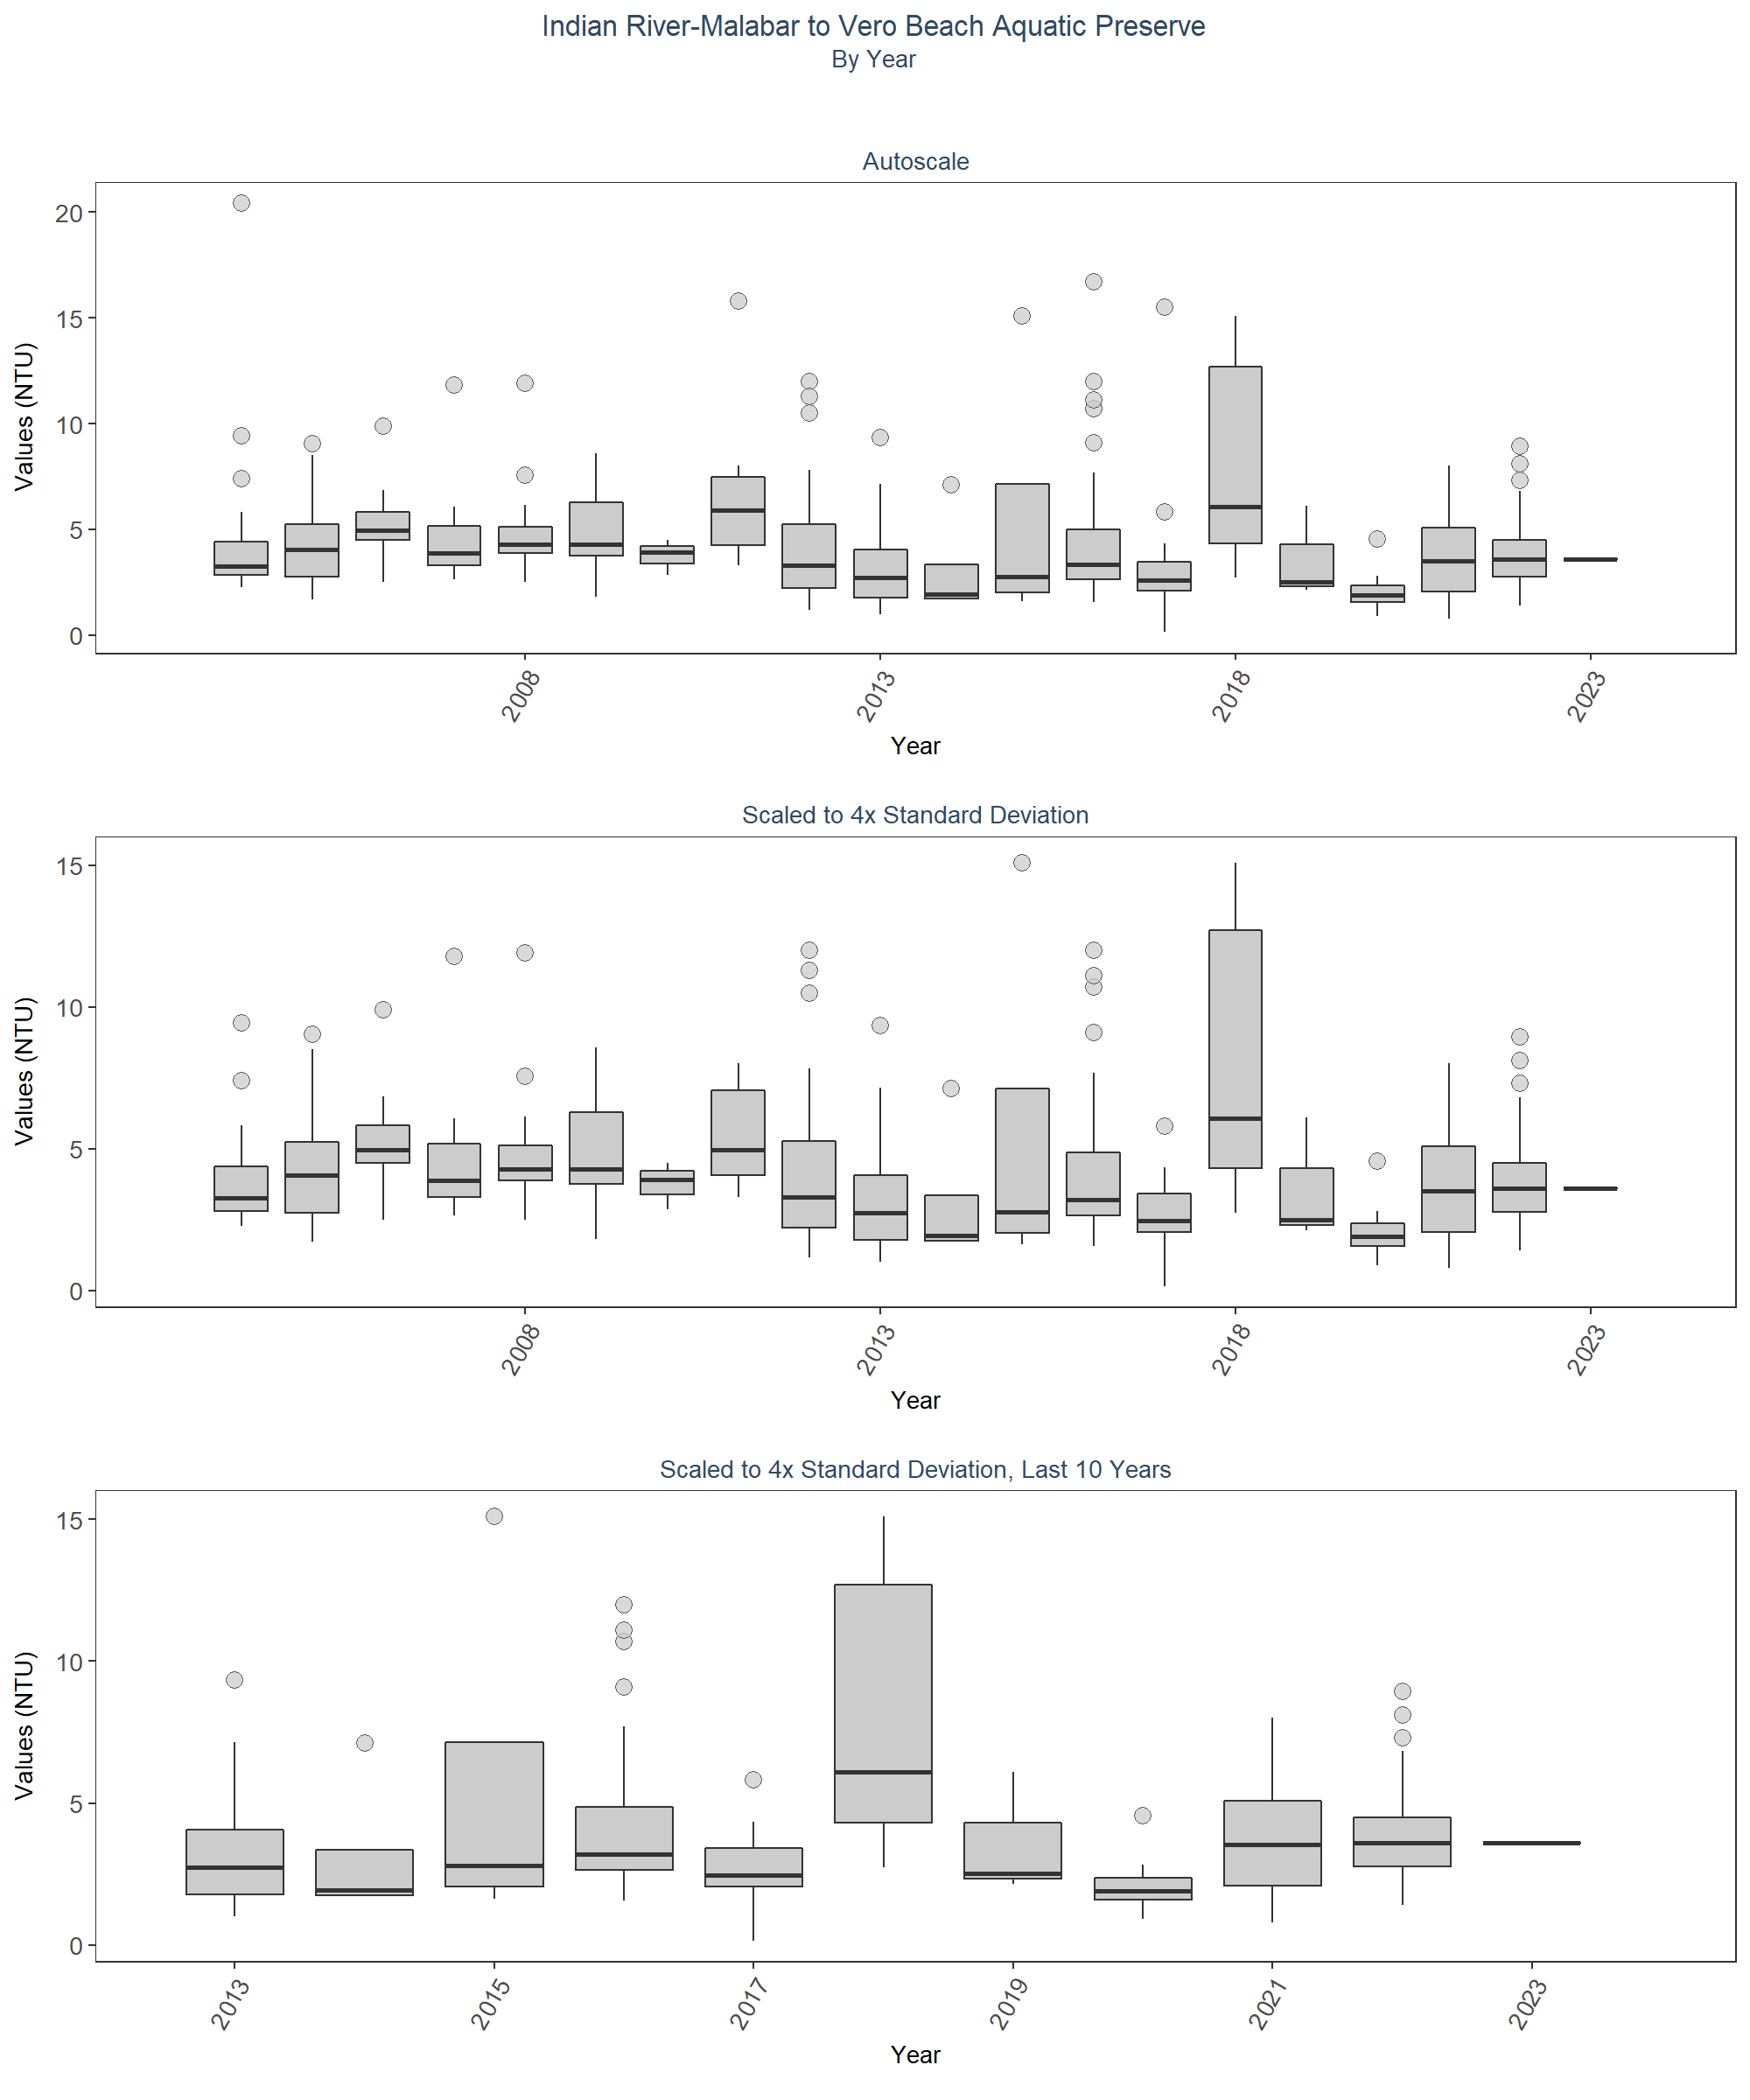 Indian River-Malabar to Vero Beach Aquatic Preserve
By Year
Autoscale
Values (NTU)
20
15
10
5
0
2008
2013
2018
2023
Year
Scaled to 4x Standard Deviation
Values (NTU)
15
10
5
0
2008
2013
2018
2023
Year
Scaled to 4x Standard Deviation, Last 10 Years
Values (NTU)
15
10
5
0
2013
2015
2017
2019
2021
2023
Year